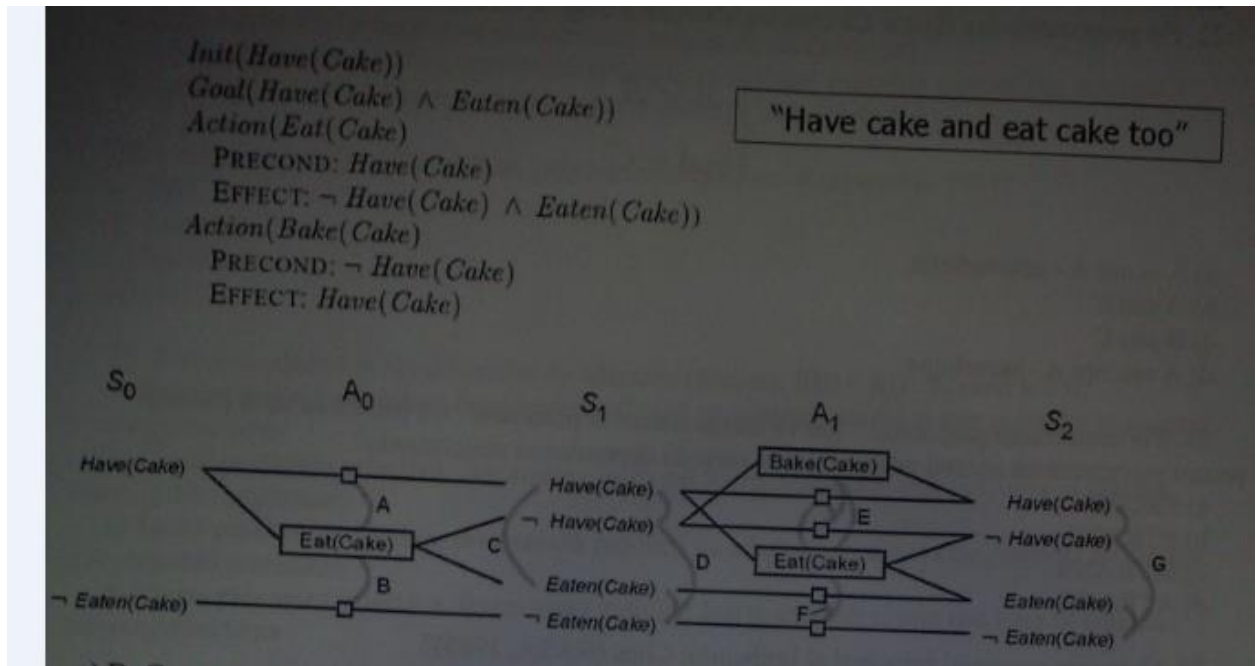 Init(Have(Cake))
Goal(Have(Cake) ∧ Eaten(Cake))
Action(Eat(Cake)
PRECOND: Have(Cake)
EFFECT: ¬ Have(Cake) ∧ Eaten(Cake))
Action(Bake(Cake)
PRECOND: ¬ Have(Cake)
EFFECT: Have(Cake)
"Have cake and eat cake too"
S0 A0 S1 A1 S2
Have(Cake)
¬ Eaten(Cake)
A
Eat(Cake)
B
C
Have(Cake)
¬ Have(Cake)
Eaten(Cake)
¬ Eaten(Cake)
D
Bake(Cake)
E
Eat(Cake)
F
Have(Cake)
¬ Have(Cake)
Eaten(Cake)
¬ Eaten(Cake)
G